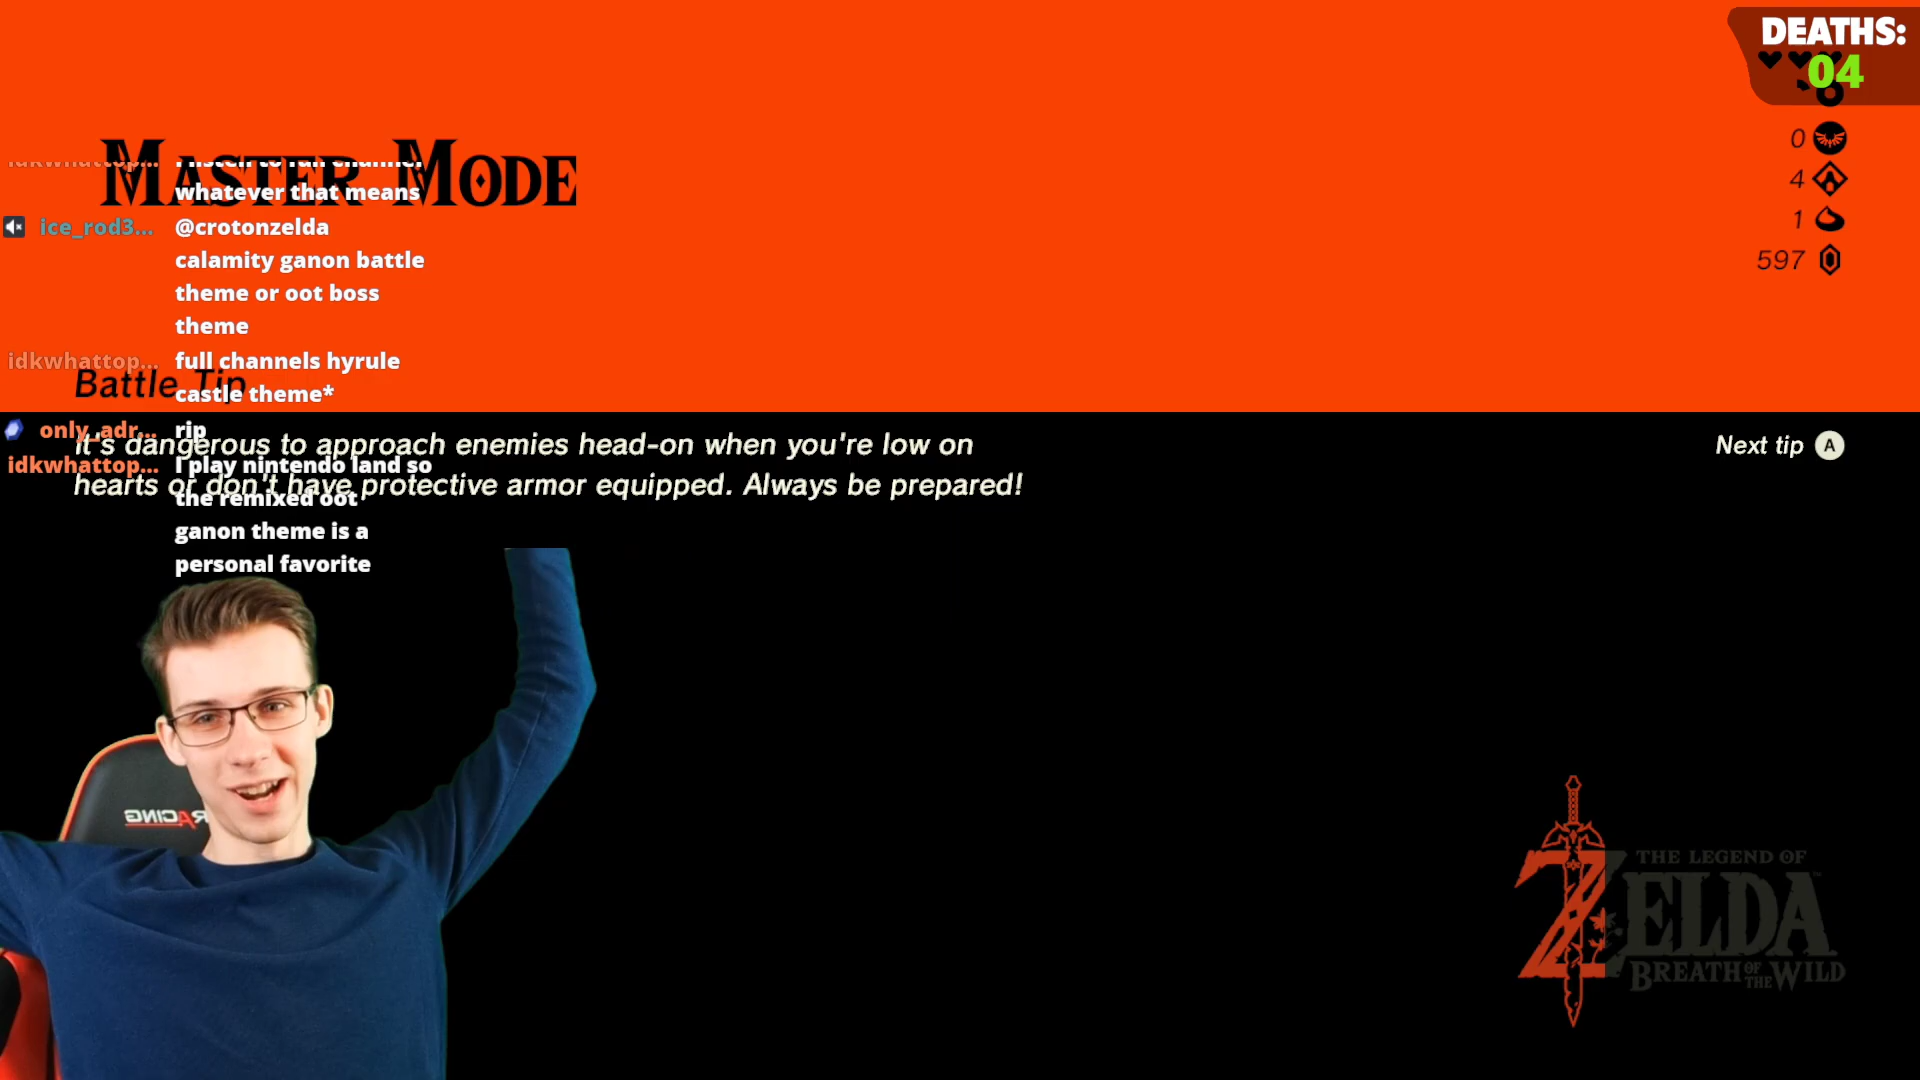 DEATHS:
04
MASTER MODE
0
4
1
597
whatever that means
ice_rod3... @crotonzelda
calamity ganon battle
theme or oot boss
theme
idkwhattop... full channels hyrule
castle theme*
Battle Tip
only_adr... rip
It's dangerous to approach enemies head-on when you're low on
Next tip A
idkwhattop... I play nintendo land so
hearts or don't have protective armor equipped. Always be prepared!
the remixed oot
ganon theme is a
personal favorite
RACING
THE LEGEND OF
ZELDA
BREATH OF THE WILD